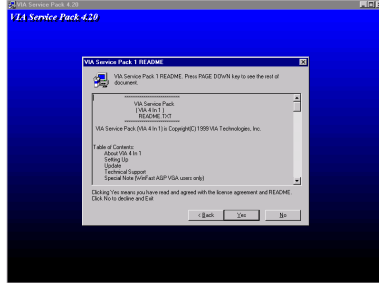 VIA Service Pack 4.20
VIA Service Pack 4.20
VIA Service Pack 1 README
VIA Service Pack 1 README. Press PAGE DOWN key to see the rest of
document.
==========================
VIA Service Pack
( VIA 4 In 1 )
README.TXT
==========================
VIA Service Pack (VIA 4 In 1) is Copyright(C) 1999 VIA Technologies, Inc.
Table of Contents:
About VIA 4 In 1
Setting Up
Update
Technical Support
Special Note (WinFast AGP VGA users only)
Clicking Yes means you have read and agreed with the license agreement and README.
Click No to decline and Exit
< Back
Yes
No